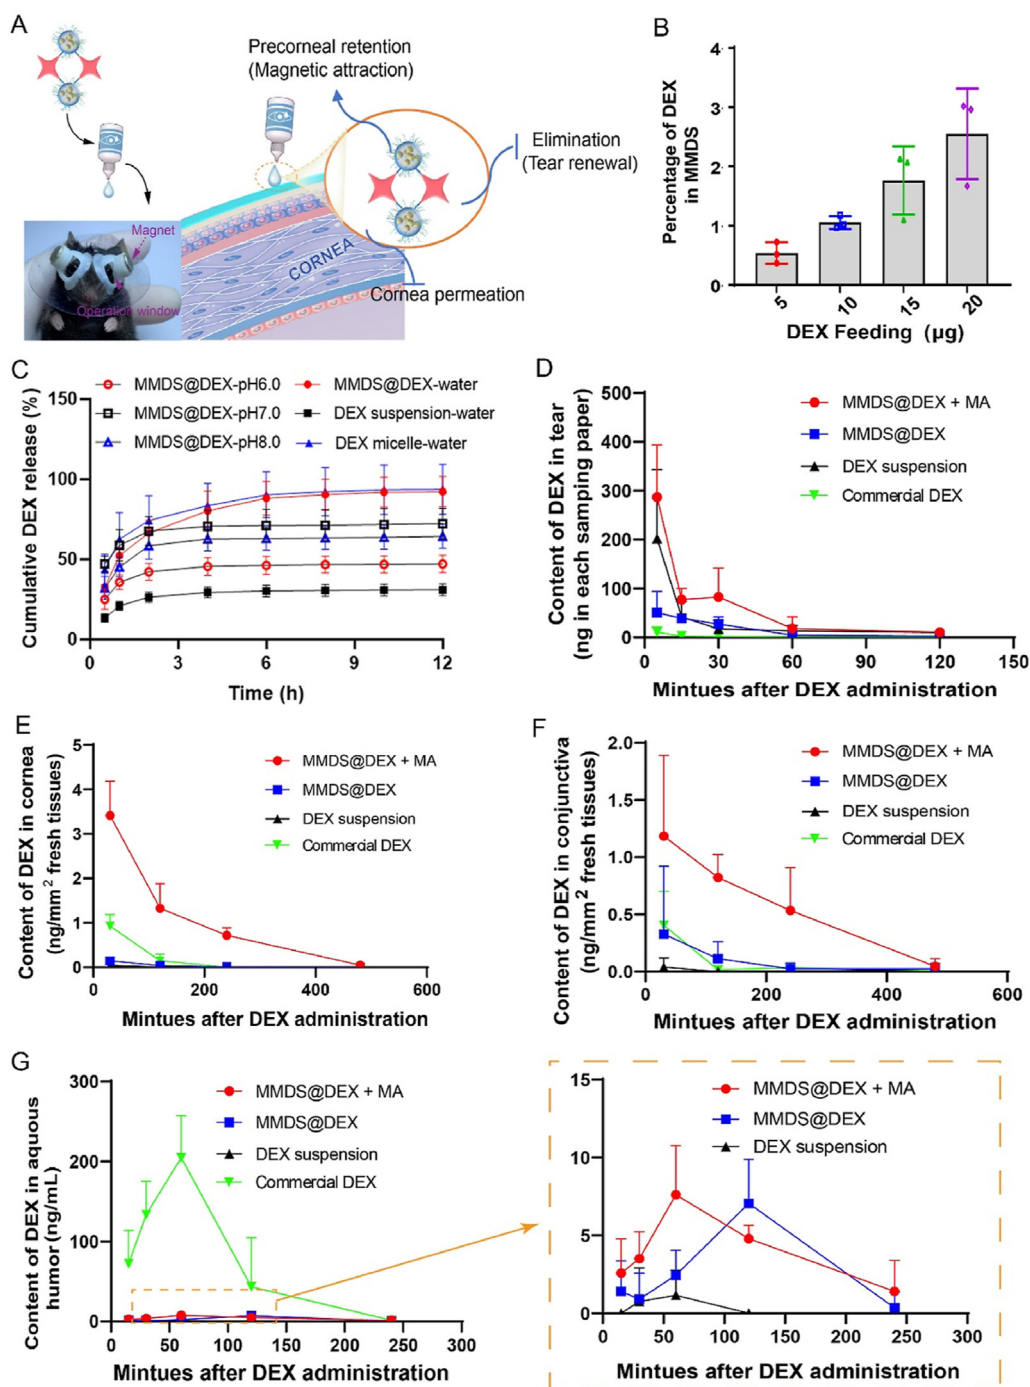 A
Precorneal retention
(Magnetic attraction)
Elimination
(Tear renewal)
Magnet
Operation window
CORNEA
Cornea permeation
B
Percentage of DEX
in MMDS
4
3
2
1
0
5
10
15
20
DEX Feeding (μg)
C
MMDS@DEX-pH6.0
MMDS@DEX-water
MMDS@DEX-pH7.0
DEX suspension-water
MMDS@DEX-pH8.0
DEX micelle-water
Cumulative DEX release (%)
150
100
50
0
0
3
6
9
12
Time (h)
D
MMDS@DEX + MA
MMDS@DEX
DEX suspension
Commercial DEX
Content of DEX in tear
(ng in each samping paper)
500
400
300
200
100
0
0
30
60
90
120
150
Mintues after DEX administration
E
MMDS@DEX + MA
MMDS@DEX
DEX suspension
Commercial DEX
Content of DEX in cornea
(ng/mm² fresh tissues)
5
4
3
2
1
0
0
200
400
600
Mintues after DEX administration
F
MMDS@DEX + MA
MMDS@DEX
DEX suspension
Commercial DEX
Content of DEX in conjunctiva
(ng/mm² fresh tissues)
2.0
1.5
1.0
0.5
0.0
0
200
400
600
Mintues after DEX administration
G
MMDS@DEX + MA
MMDS@DEX
DEX suspension
Commercial DEX
Content of DEX in aquous
humor (ng/mL)
300
200
100
0
0
50
100
150
200
250
300
Mintues after DEX administration
MMDS@DEX + MA
MMDS@DEX
DEX suspension
15
10
5
0
0
50
100
150
200
250
300
Minutes after DEX administration